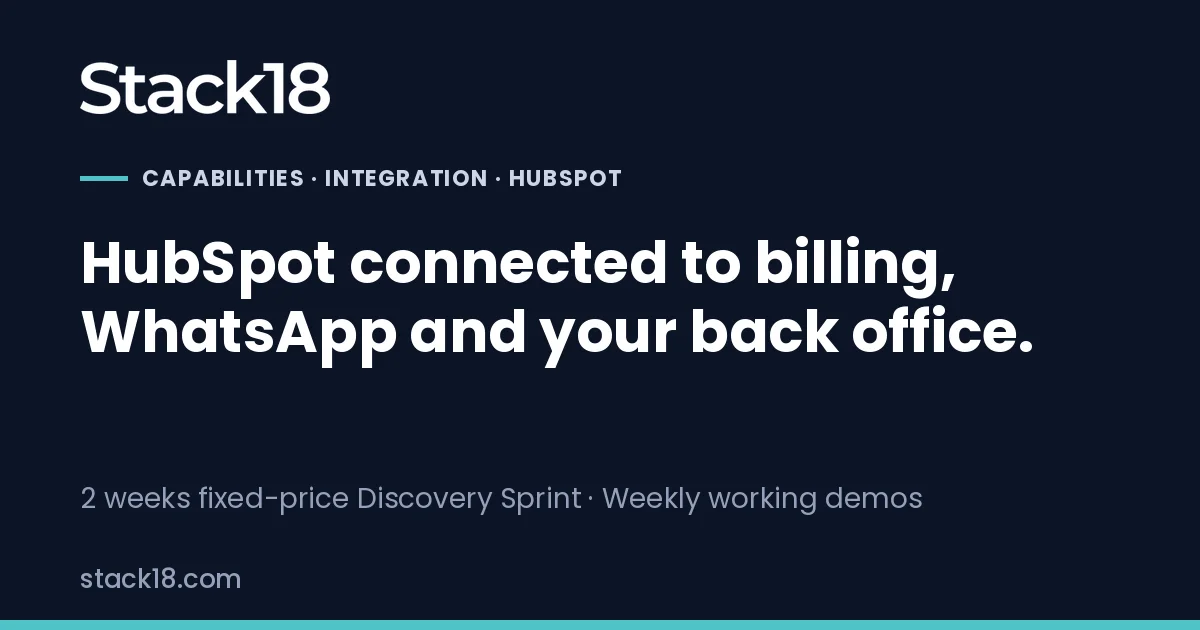 Stack18
CAPABILITIES · INTEGRATION · HUBSPOT
HubSpot connected to billing,
WhatsApp and your back office.
2 weeks fixed-price Discovery Sprint · Weekly working demos
stack18.com